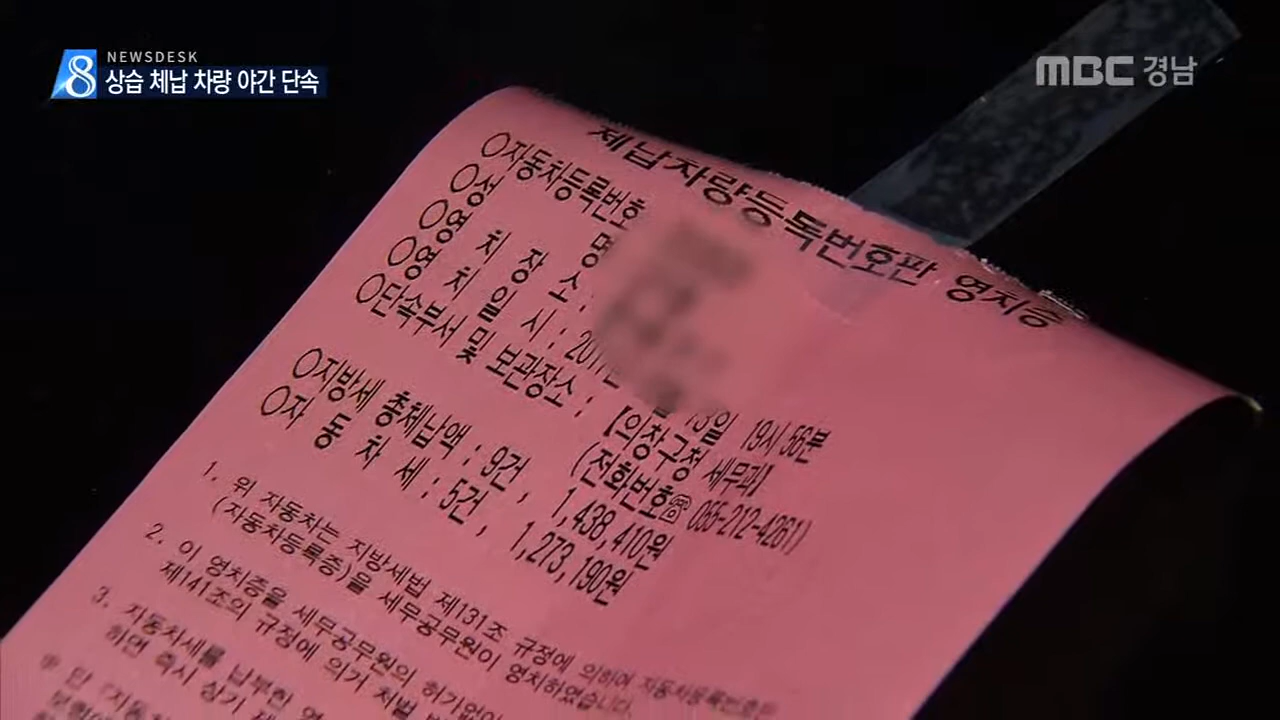 NEWSDESK
8 상습 체납 차량 야간 단속
MBC 경남
체납차량등록번호판 영치증
○자동차등록번호
○성 명
○영 치 장 소 :
○영 치 일 시 : 201 13일 19시 56분
○단속부서 및 보관장소 : 【의창구청 세무과】
(전화번호☏ 055-212-4261)
○지방세 총체납액 : 9건, 1,438,410원
○자 동 차 세 : 5건, 1,273,190원
1. 위 자동차는 지방세법 제131조 규정에 의하여 자동차등록번호판
(자동차등록증)을 세무공무원이 영치하였습니다.
2. 이 영치증을 세무공무원의 허가없이
제141조의 규정에 의기 처벌
3. 자동차세를 납부한 영
하면 즉시 상기
※ 단 「자동차